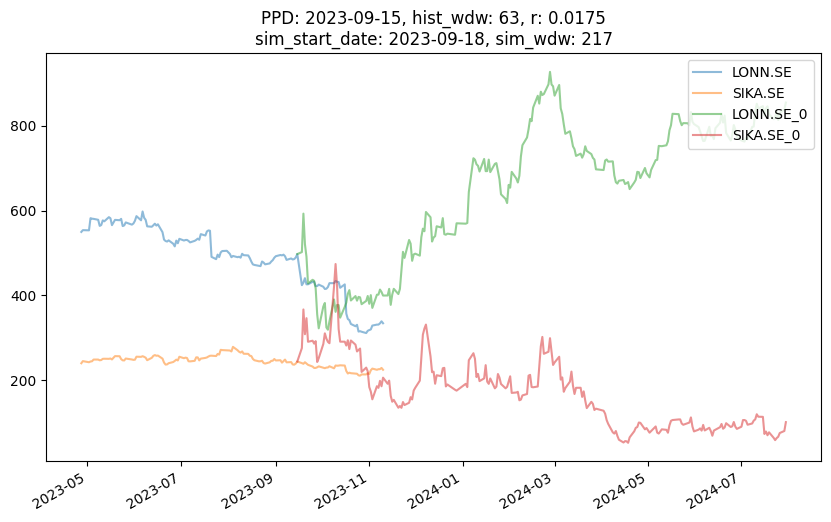 PPD: 2023-09-15, hist_wdw: 63, r: 0.0175
sim_start_date: 2023-09-18, sim_wdw: 217
LONN.SE
SIKA.SE
LONN.SE_0
SIKA.SE_0
800
600
400
200
2023-05
2023-07
2023-09
2023-11
2024-01
2024-03
2024-05
2024-07